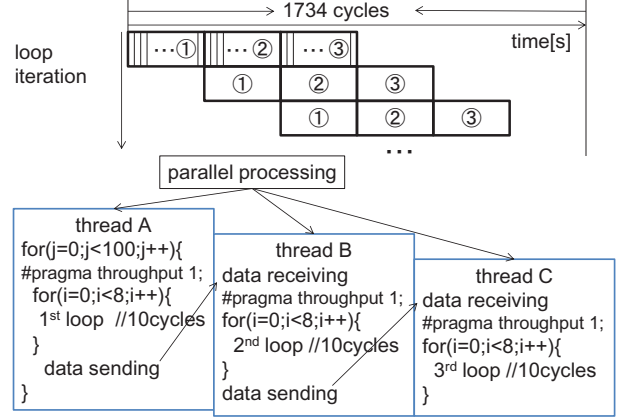 1734 cycles
time[s]
loop
iteration
… ① … ② … ③
① ② ③
① ② ③
…
parallel processing
thread A
for(j=0;j<100;j++){
#pragma throughput 1;
for(i=0;i<8;i++){
1st loop //10cycles
}
data sending
}
thread B
data receiving
#pragma throughput 1;
for(i=0;i<8;i++){
2nd loop //10cycles
}
data sending
thread C
data receiving
#pragma throughput 1;
for(i=0;i<8;i++){
3rd loop //10cycles
}